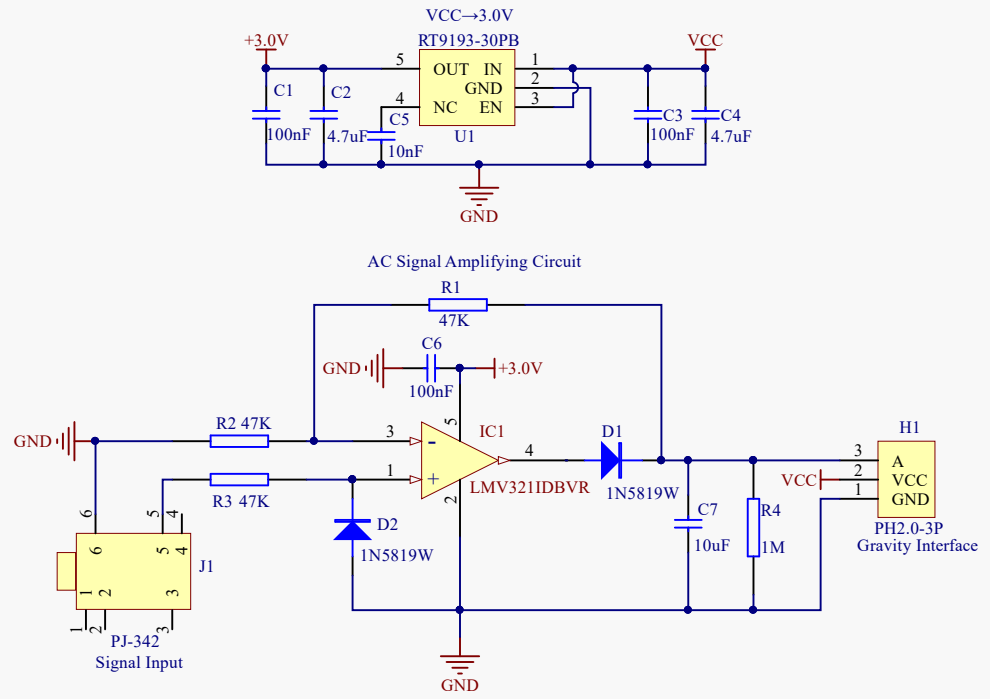 VCC→3.0V
+3.0V
RT9193-30PB
VCC
5
OUT
IN
1
GND
2
4
NC
EN
3
C1
100nF
C2
4.7uF
C5
10nF
U1
C3
100nF
C4
4.7uF
GND
AC Signal Amplifying Circuit
R1
47K
C6
GND
+3.0V
100nF
5
R2 47K
GND
3
-
IC1
4
D1
H1
1
+
LMV321IDBVR
1N5819W
2
R3 47K
3
A
VCC
2
VCC
1
GND
PH2.0-3P
Gravity Interface
D2
1N5819W
C7
10uF
R4
1M
6
5
4
6
5
4
J1
1
2
3
1
2
3
PJ-342
Signal Input
GND